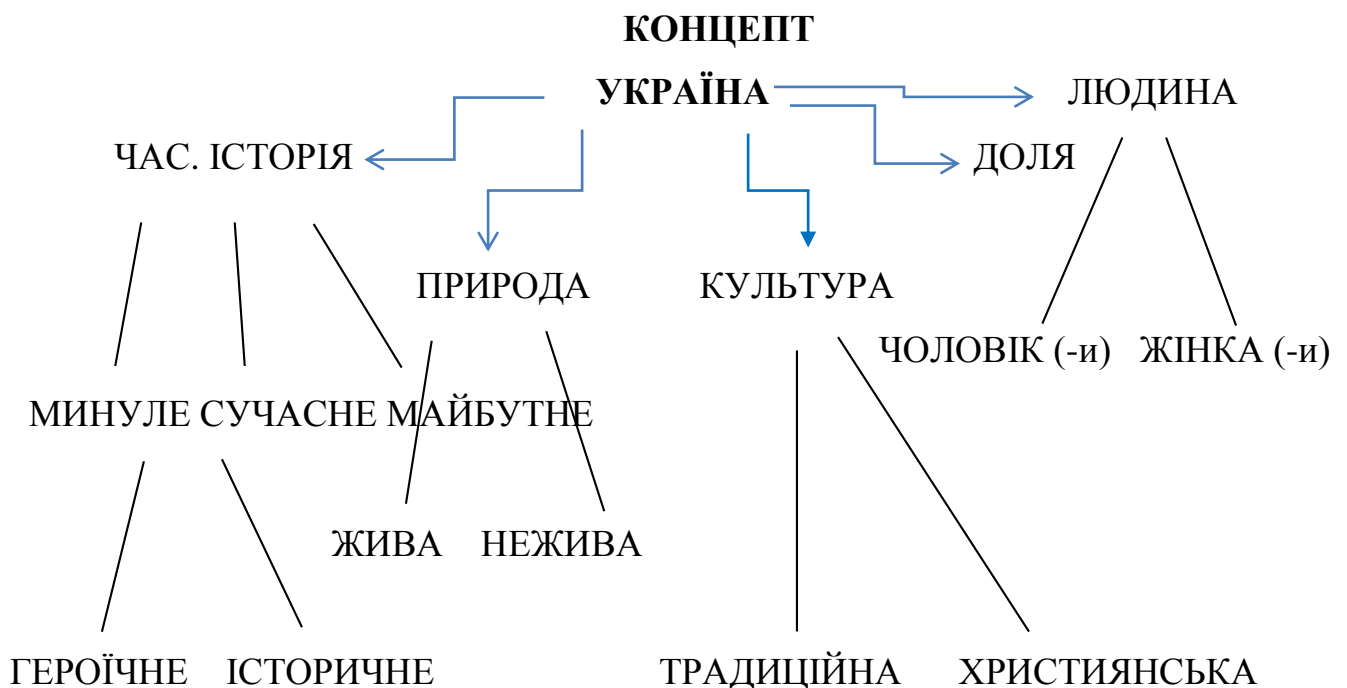 КОНЦЕПТ
УКРАЇНА
ЛЮДИНА
ЧАС. ІСТОРІЯ
ДОЛЯ
ПРИРОДА
КУЛЬТУРА
ЧОЛОВІК (-и) ЖІНКА (-и)
МИНУЛЕ СУЧАСНЕ МАЙБУТНЕ
ЖИВА НЕЖИВА
ГЕРОЇЧНЕ ІСТОРИЧНЕ
ТРАДИЦІЙНА ХРИСТИЯНСЬКА